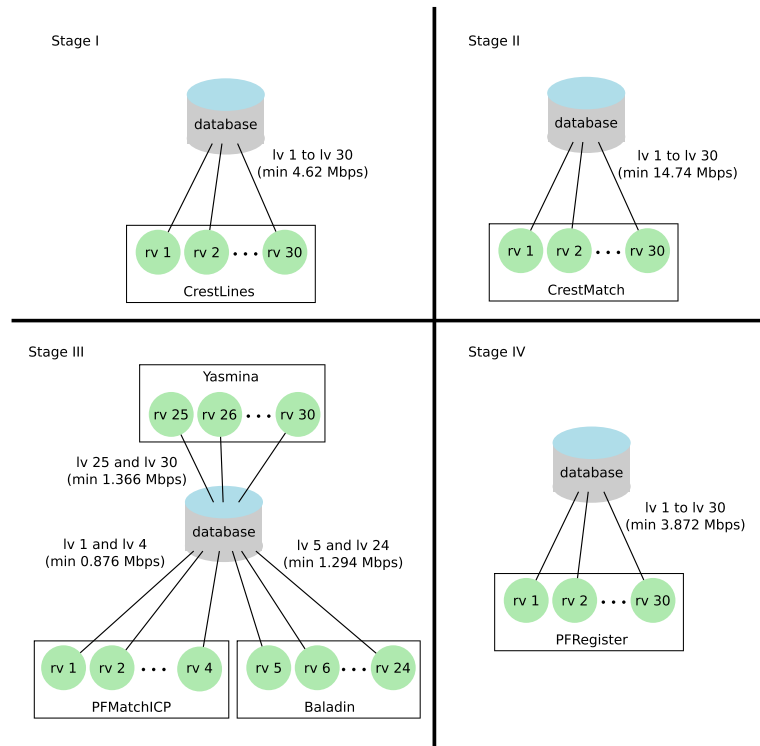 Stage I
database
lv 1 to lv 30
(min 4.62 Mbps)
rv 1 rv 2 ... rv 30
CrestLines
Stage II
database
lv 1 to lv 30
(min 14.74 Mbps)
rv 1 rv 2 ... rv 30
CrestMatch
Stage III
Yasmina
rv 25 rv 26 ... rv 30
lv 25 and lv 30
(min 1.366 Mbps)
database
lv 1 and lv 4
(min 0.876 Mbps)
lv 5 and lv 24
(min 1.294 Mbps)
rv 1 rv 2 ... rv 4
PFMatchICP
rv 5 rv 6 ... rv 24
Baladin
Stage IV
database
lv 1 to lv 30
(min 3.872 Mbps)
rv 1 rv 2 ... rv 30
PFRegister